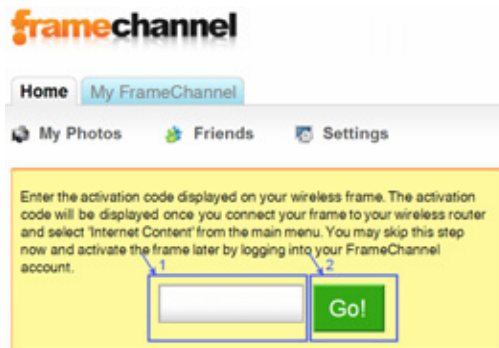 framechannel
Home My FrameChannel
My Photos Friends Settings
Enter the activation code displayed on your wireless frame. The activation
code will be displayed once you connect your frame to your wireless router
and select 'Internet Content' from the main menu. You may skip this step
now and activate the frame later by logging into your FrameChannel
account.
1 2
Go!